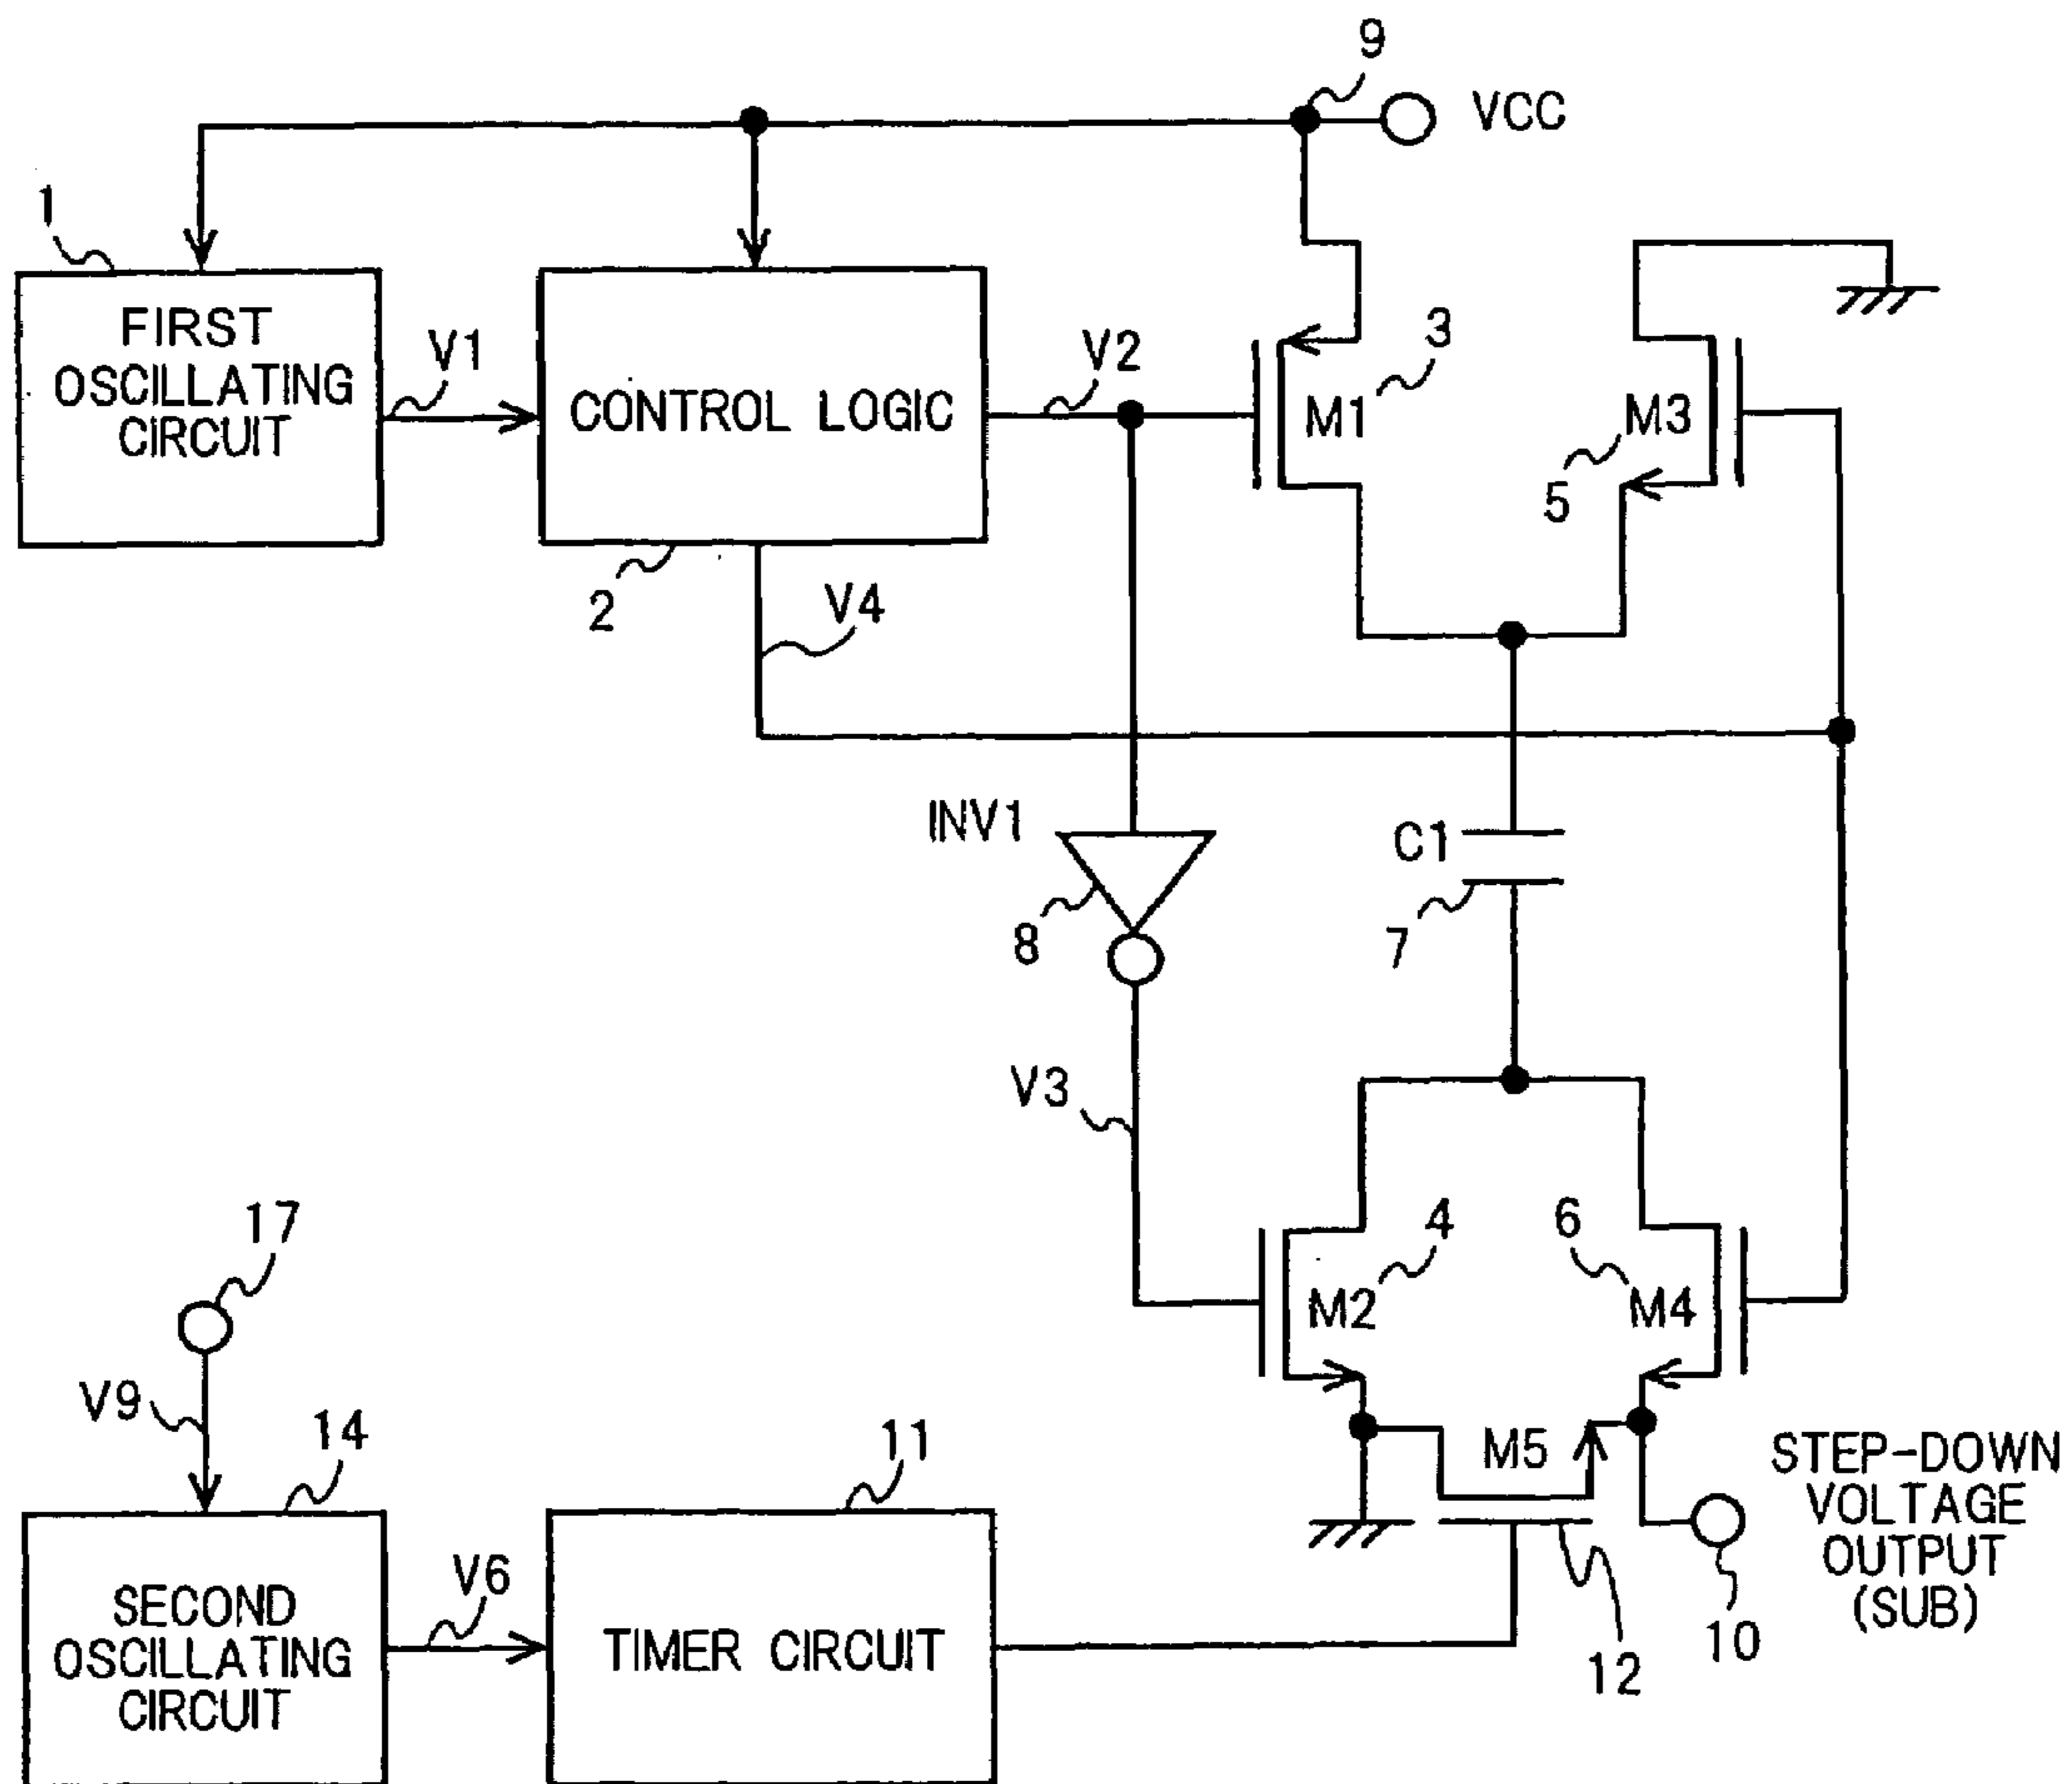 9
VCC
1
FIRST
OSCILLATING
CIRCUIT
V1
CONTROL LOGIC
V2
3
M1
M3
5
2
V4
INV1
C1
8
7
V3
17
4
6
M2
M4
V9
14
11
M5
STEP-DOWN
VOLTAGE
OUTPUT
(SUB)
SECOND
OSCILLATING
CIRCUIT
V6
TIMER CIRCUIT
12
10